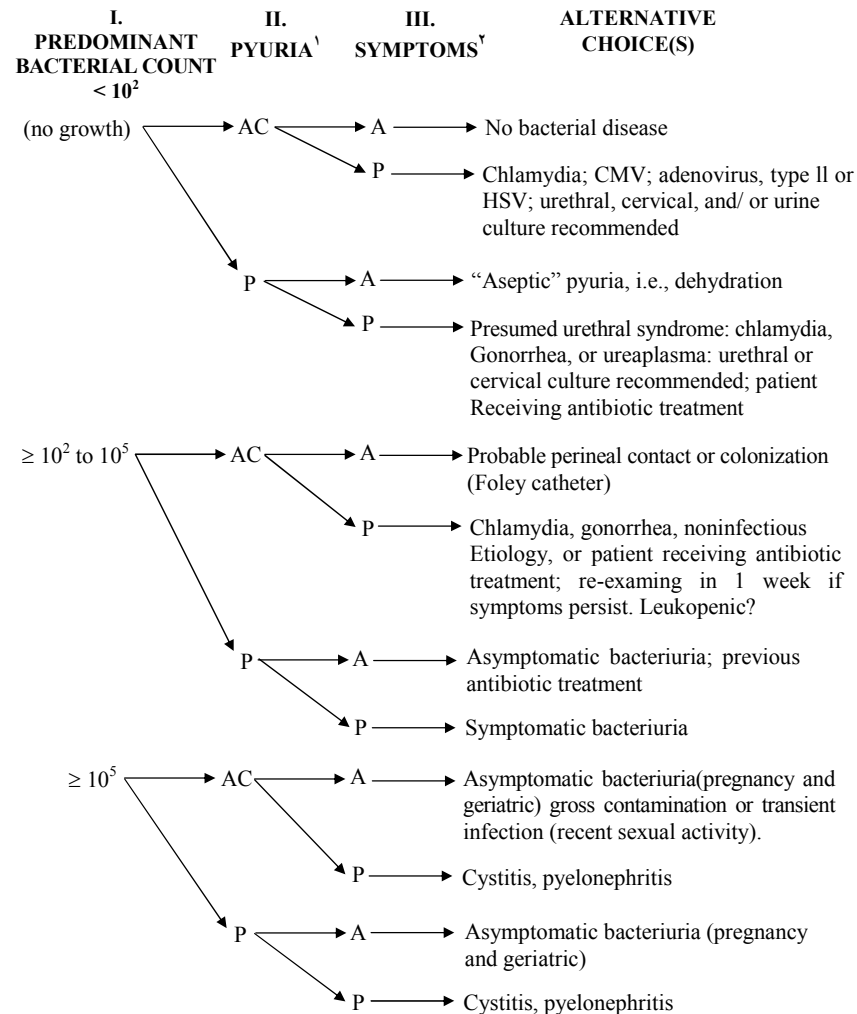 I. II. III. ALTERNATIVE
PREDOMINANT PYURIA¹ SYMPTOMS² CHOICE(S)
BACTERIAL COUNT
< 10²
(no growth) AC A No bacterial disease
P Chlamydia; CMV; adenovirus, type ll or
HSV; urethral, cervical, and/ or urine
culture recommended
P A “Aseptic” pyuria, i.e., dehydration
P Presumed urethral syndrome: chlamydia,
Gonorrhea, or ureaplasma: urethral or
cervical culture recommended; patient
Receiving antibiotic treatment
≥ 10² to 10⁵ AC A Probable perineal contact or colonization
(Foley catheter)
P Chlamydia, gonorrhea, noninfectious
Etiology, or patient receiving antibiotic
treatment; re-examing in 1 week if
symptoms persist. Leukopenic?
P A Asymptomatic bacteriuria; previous
antibiotic treatment
P Symptomatic bacteriuria
≥ 10⁵ AC A Asymptomatic bacteriuria(pregnancy and
geriatric) gross contamination or transient
infection (recent sexual activity).
P Cystitis, pyelonephritis
P A Asymptomatic bacteriuria (pregnancy
and geriatric)
P Cystitis, pyelonephritis